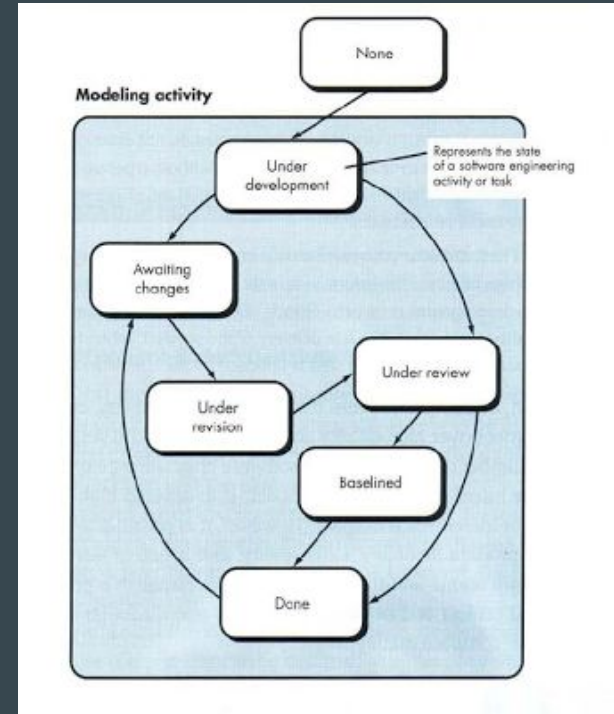 None
Modeling activity
Under
development
Represents the state
of a software engineering
activity or task
Awaiting
changes
Under review
Under
revision
Baselined
Done